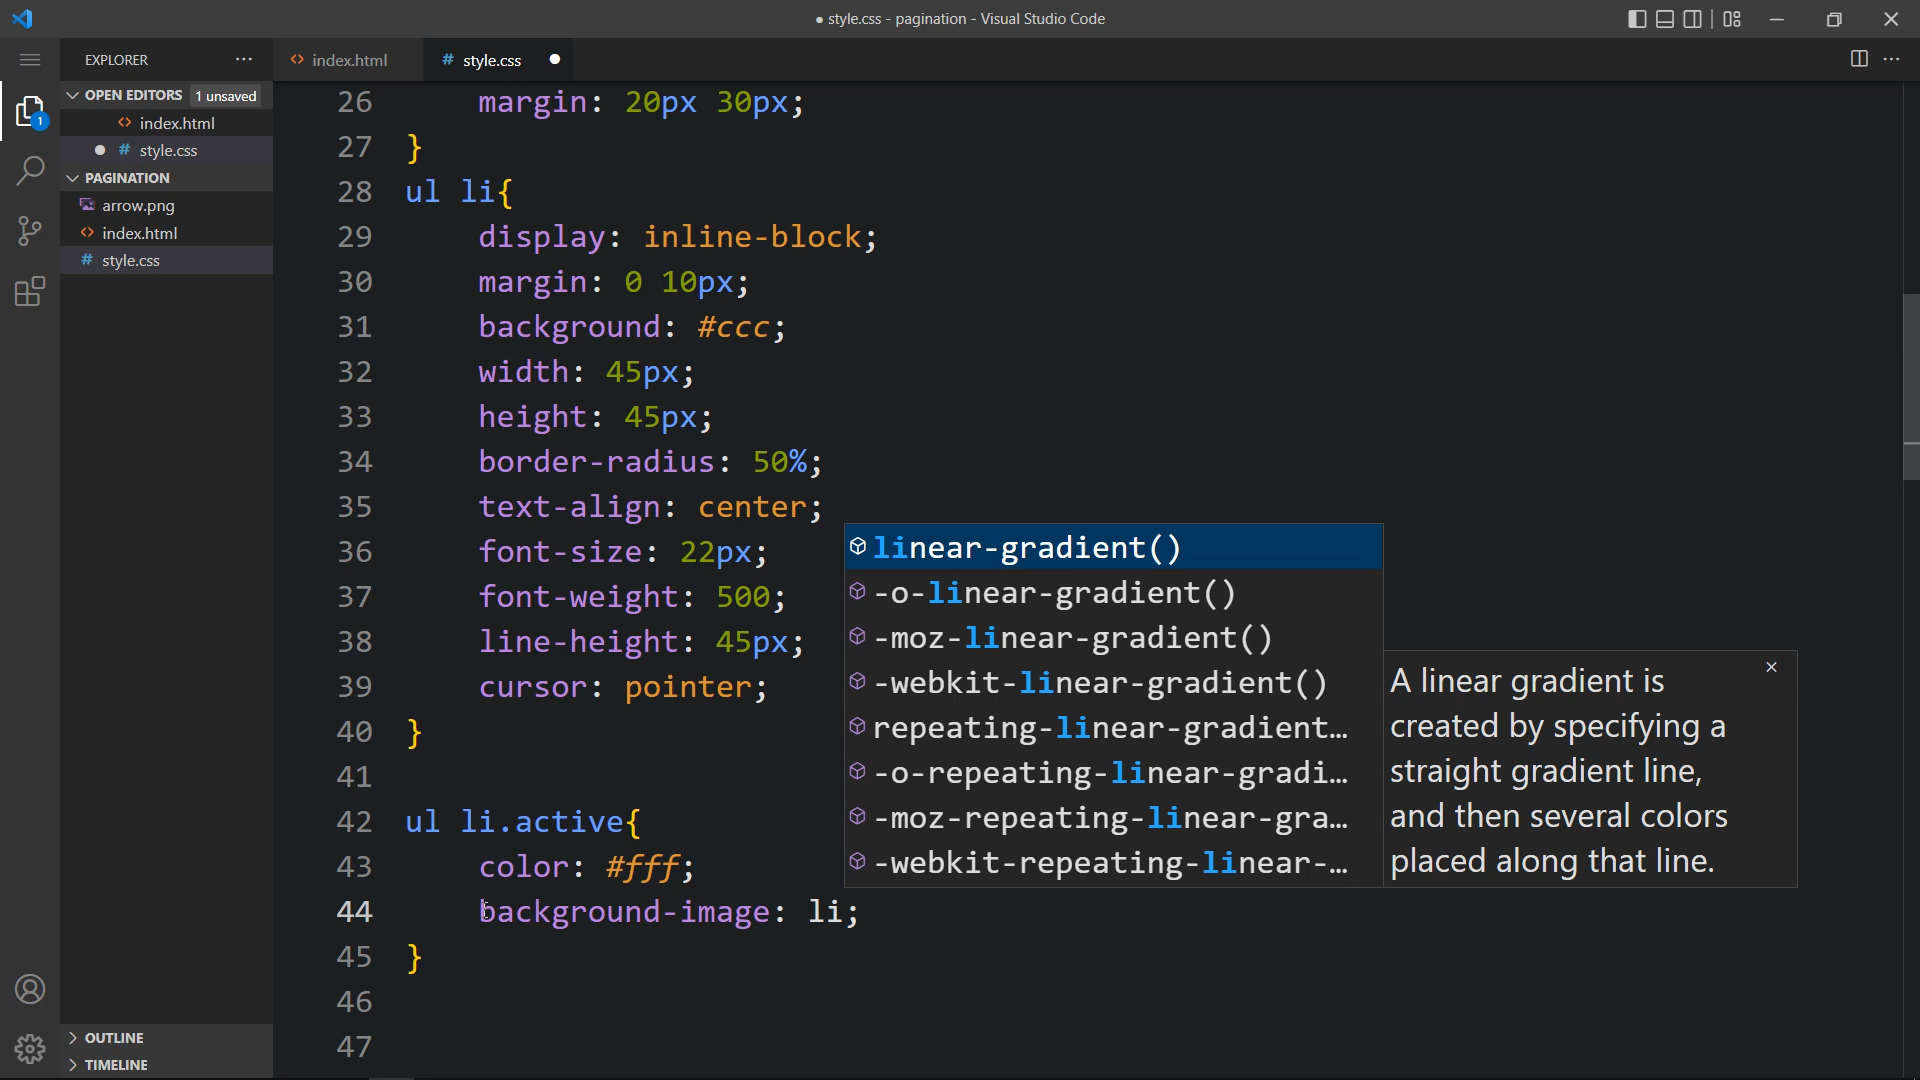 ● style.css - pagination - Visual Studio Code
EXPLORER
index.html
style.css
OPEN EDITORS 1 unsaved
index.html
style.css
PAGINATION
arrow.png
index.html
style.css
OUTLINE
TIMELINE
1
26 margin: 20px 30px;
27 }
28 ul li{
29 display: inline-block;
30 margin: 0 10px;
31 background: #ccc;
32 width: 45px;
33 height: 45px;
34 border-radius: 50%;
35 text-align: center;
36 font-size: 22px;
37 font-weight: 500;
38 line-height: 45px;
39 cursor: pointer;
40 }
41
42 ul li.active{
43 color: #fff;
44 background-image: li;
45 }
46
47
linear-gradient()
-o-linear-gradient()
-moz-linear-gradient()
-webkit-linear-gradient()
repeating-linear-gradient…
-o-repeating-linear-gradi…
-moz-repeating-linear-gra…
-webkit-repeating-linear-…
A linear gradient is
created by specifying a
straight gradient line,
and then several colors
placed along that line.